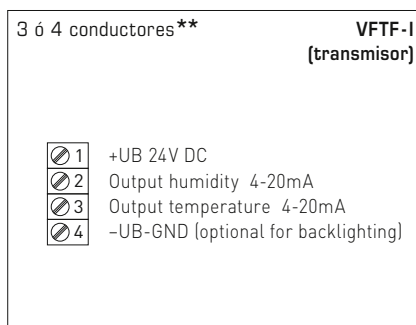 3 ó 4 conductores** VFTF-I
(transmisor)
1 +UB 24V DC
2 Output humidity 4-20mA
3 Output temperature 4-20mA
4 –UB-GND (optional for backlighting)